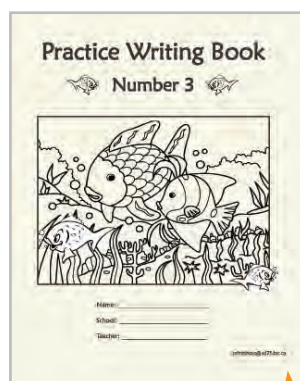 Practice Writing Book
Number 3
Name:
School:
Teacher: